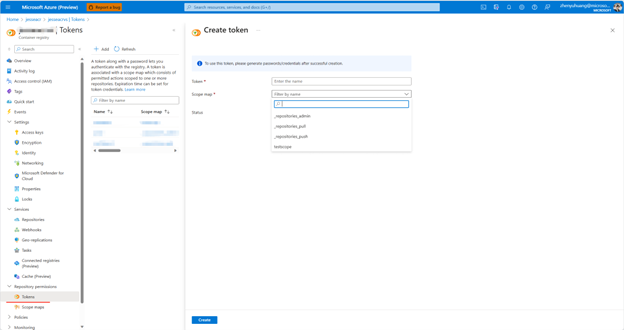 Microsoft Azure (Preview)
Report a bug
Search resources, services, and docs (G+/)
MICROSOFT
Home > jessieacr > jessieacr | Tokens >
| Tokens
Container registry
Search
Overview
Activity log
Access control (IAM)
Tags
Quick start
Events
Settings
Access keys
Encryption
Identity
Networking
Microsoft Defender for
Cloud
Properties
Locks
Services
Repositories
Webhooks
Geo-replications
Tasks
Connected registries
(Preview)
Cache (Preview)
Repository permissions
Tokens
Scope maps
Policies
Monitoring
Add
Refresh
A token along with a password lets you
authenticate with the registry. A token is
associated with a scope map which consists of
permitted actions scoped to one or more
repositories. Expiration time can be set for
token credentials. Learn more
Filter by name
Name
Scope map
Create token
To use this token, please generate passwords/credentials after successful creation.
Token *
Enter the name
Scope map *
Filter by name
_repositories_admin
_repositories_pull
_repositories_push
testscope
Status
Create